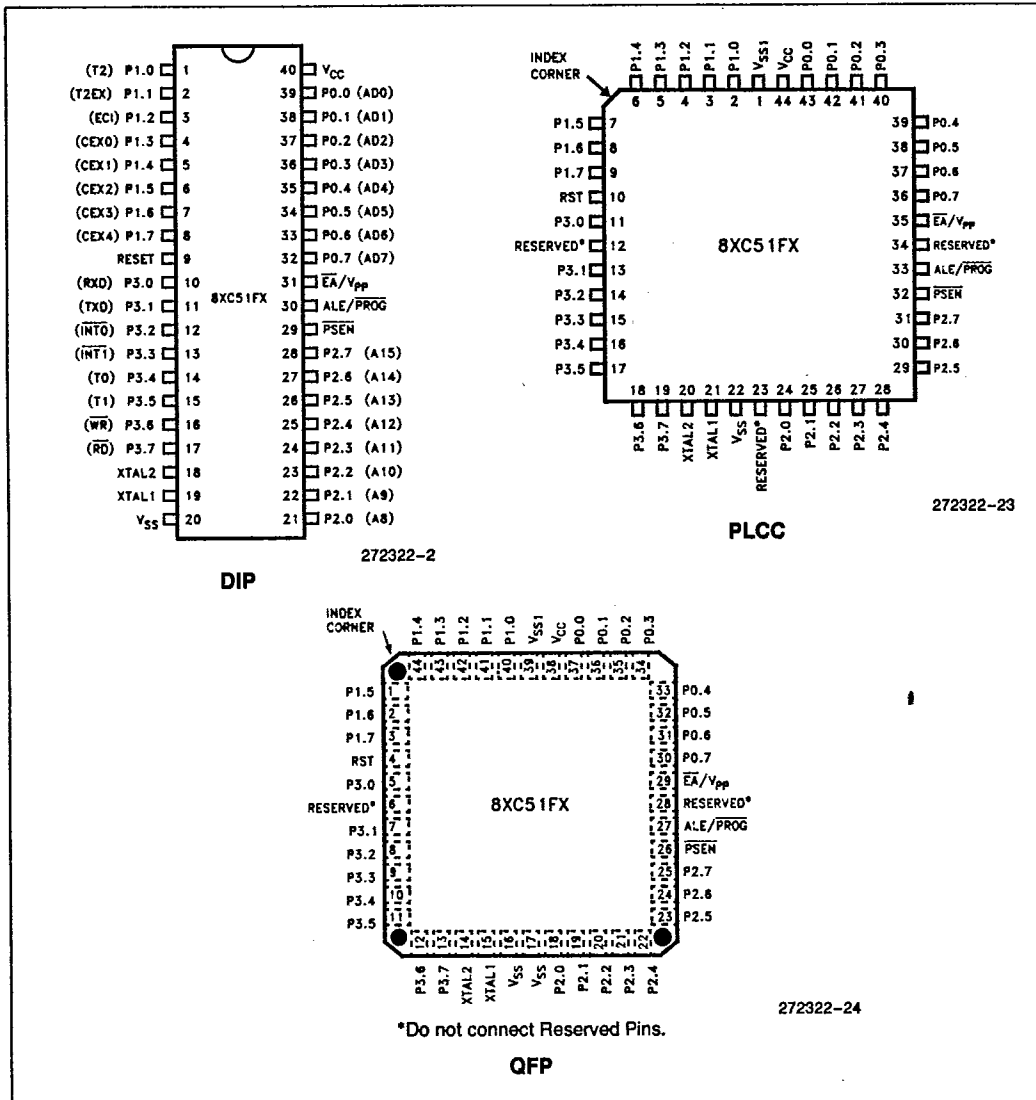 (T2) P1.0 1 40 VCC
(T2EX) P1.1 2 39 P0.0 (AD0)
(ECI) P1.2 3 38 P0.1 (AD1)
(CEX0) P1.3 4 37 P0.2 (AD2)
(CEX1) P1.4 5 36 P0.3 (AD3)
(CEX2) P1.5 6 35 P0.4 (AD4)
(CEX3) P1.6 7 34 P0.5 (AD5)
(CEX4) P1.7 8 33 P0.6 (AD6)
RESET 9 32 P0.7 (AD7)
(RXD) P3.0 10 31 E̅A̅/VPP
8XC51FX
(TXD) P3.1 11 30 ALE/P̅R̅O̅G̅
(I̅N̅T̅0̅) P3.2 12 29 P̅S̅E̅N̅
(I̅N̅T̅1̅) P3.3 13 28 P2.7 (A15)
(T0) P3.4 14 27 P2.6 (A14)
(T1) P3.5 15 26 P2.5 (A13)
(W̅R̅) P3.6 16 25 P2.4 (A12)
(R̅D̅) P3.7 17 24 P2.3 (A11)
XTAL2 18 23 P2.2 (A10)
XTAL1 19 22 P2.1 (A9)
VSS 20 21 P2.0 (A8)
272322-2
DIP
INDEX
CORNER
P1.4 P1.3 P1.2 P1.1 P1.0 VSS1 VCC P0.0 P0.1 P0.2 P0.3
6 5 4 3 2 1 44 43 42 41 40
P1.5 7 39 P0.4
P1.6 8 38 P0.5
P1.7 9 37 P0.6
RST 10 36 P0.7
P3.0 11 35 E̅A̅/VPP
RESERVED* 12 8XC51FX 34 RESERVED*
P3.1 13 33 ALE/P̅R̅O̅G̅
P3.2 14 32 P̅S̅E̅N̅
P3.3 15 31 P2.7
P3.4 16 30 P2.6
P3.5 17 29 P2.5
18 19 20 21 22 23 24 25 26 27 28
P3.6 P3.7 XTAL2 XTAL1 VSS RESERVED* P2.0 P2.1 P2.2 P2.3 P2.4
272322-23
PLCC
INDEX
CORNER
P1.4 P1.3 P1.2 P1.1 P1.0 VSS1 VCC P0.0 P0.1 P0.2 P0.3
44 43 42 41 40 39 38 37 36 35 34
P1.5 1 33 P0.4
P1.6 2 32 P0.5
P1.7 3 31 P0.6
RST 4 30 P0.7
P3.0 5 29 E̅A̅/VPP
RESERVED* 6 8XC51FX 28 RESERVED*
P3.1 7 27 ALE/P̅R̅O̅G̅
P3.2 8 26 P̅S̅E̅N̅
P3.3 9 25 P2.7
P3.4 10 24 P2.6
P3.5 11 23 P2.5
12 13 14 15 16 17 18 19 20 21 22
P3.6 P3.7 XTAL2 XTAL1 VSS VSS P2.0 P2.1 P2.2 P2.3 P2.4
272322-24
*Do not connect Reserved Pins.
QFP